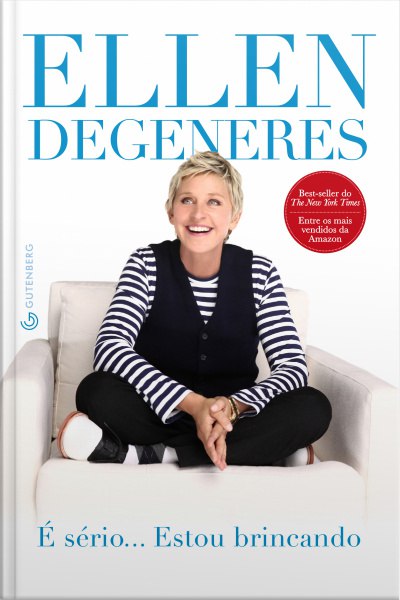 ELLEN
DEGENERES
Best-seller do
The New York Times
Entre os mais
vendidos da
Amazon
GUTENBERG
É sério... Estou brincando